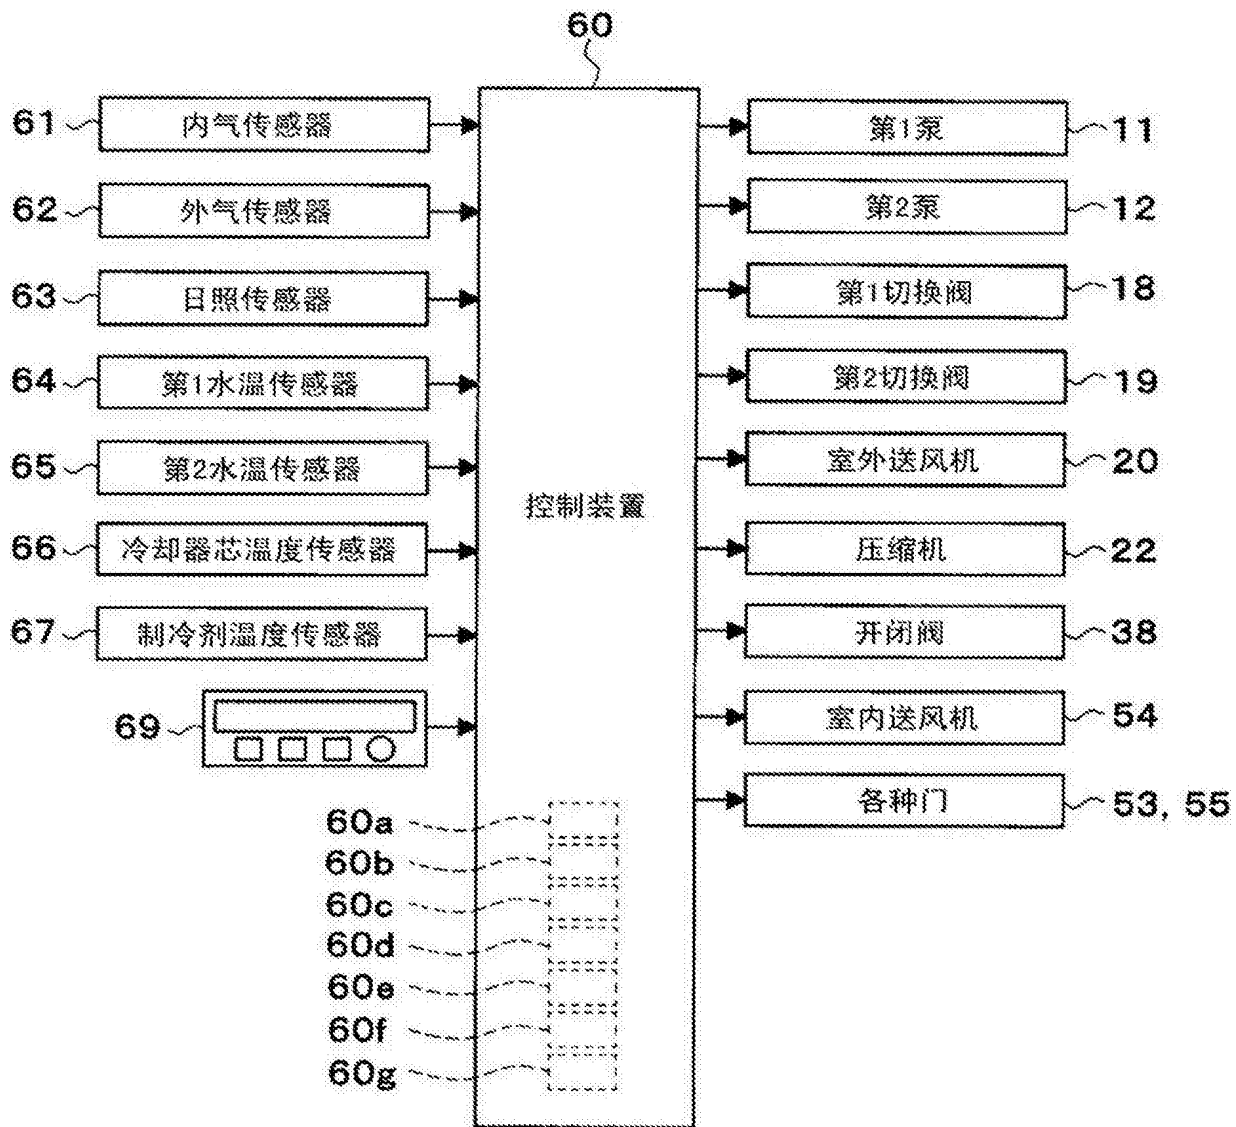 60
61 内气传感器
62 外气传感器
63 日照传感器
64 第1水温传感器
65 第2水温传感器
66 冷却器芯温度传感器
67 制冷剂温度传感器
69
控制装置
60a
60b
60c
60d
60e
60f
60g
第1泵 11
第2泵 12
第1切换阀 18
第2切换阀 19
室外送风机 20
压缩机 22
开闭阀 38
室内送风机 54
各种门 53, 55